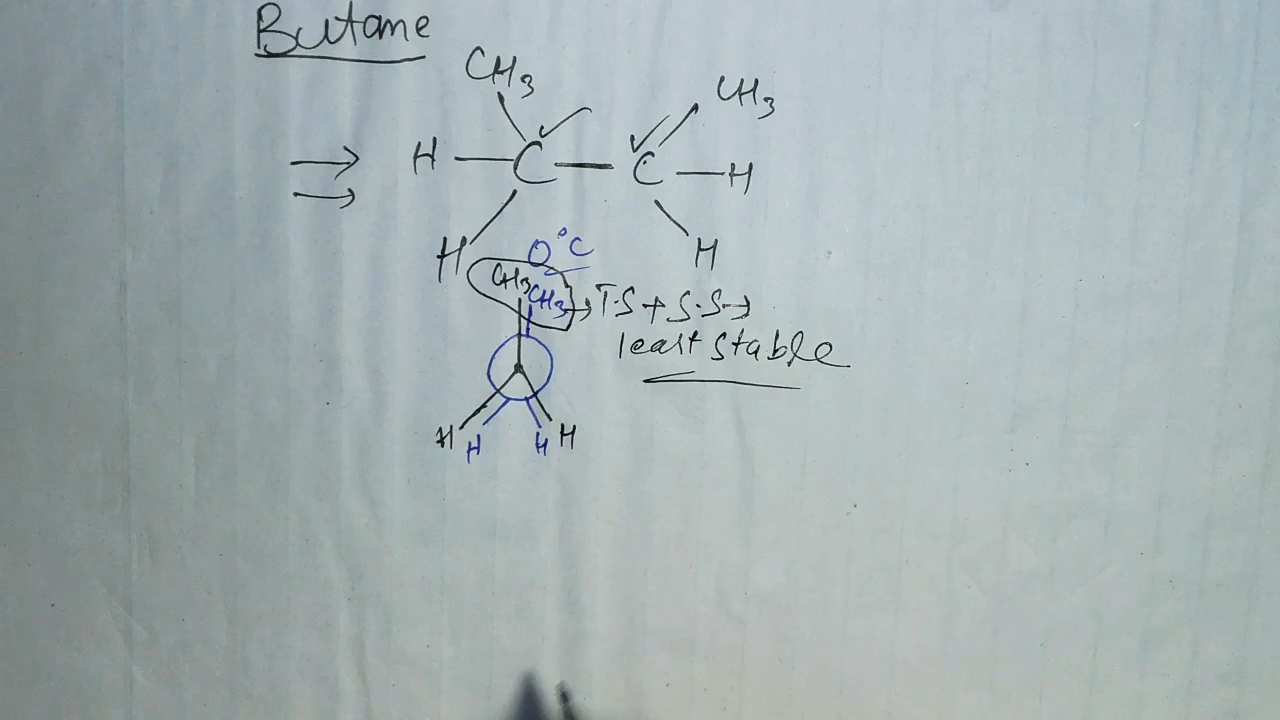 Butane
CH3
CH3
H — C — C — H
H
H
0°C
CH3
CH3 → T.S + S.S →
least stable
H
H
H
H